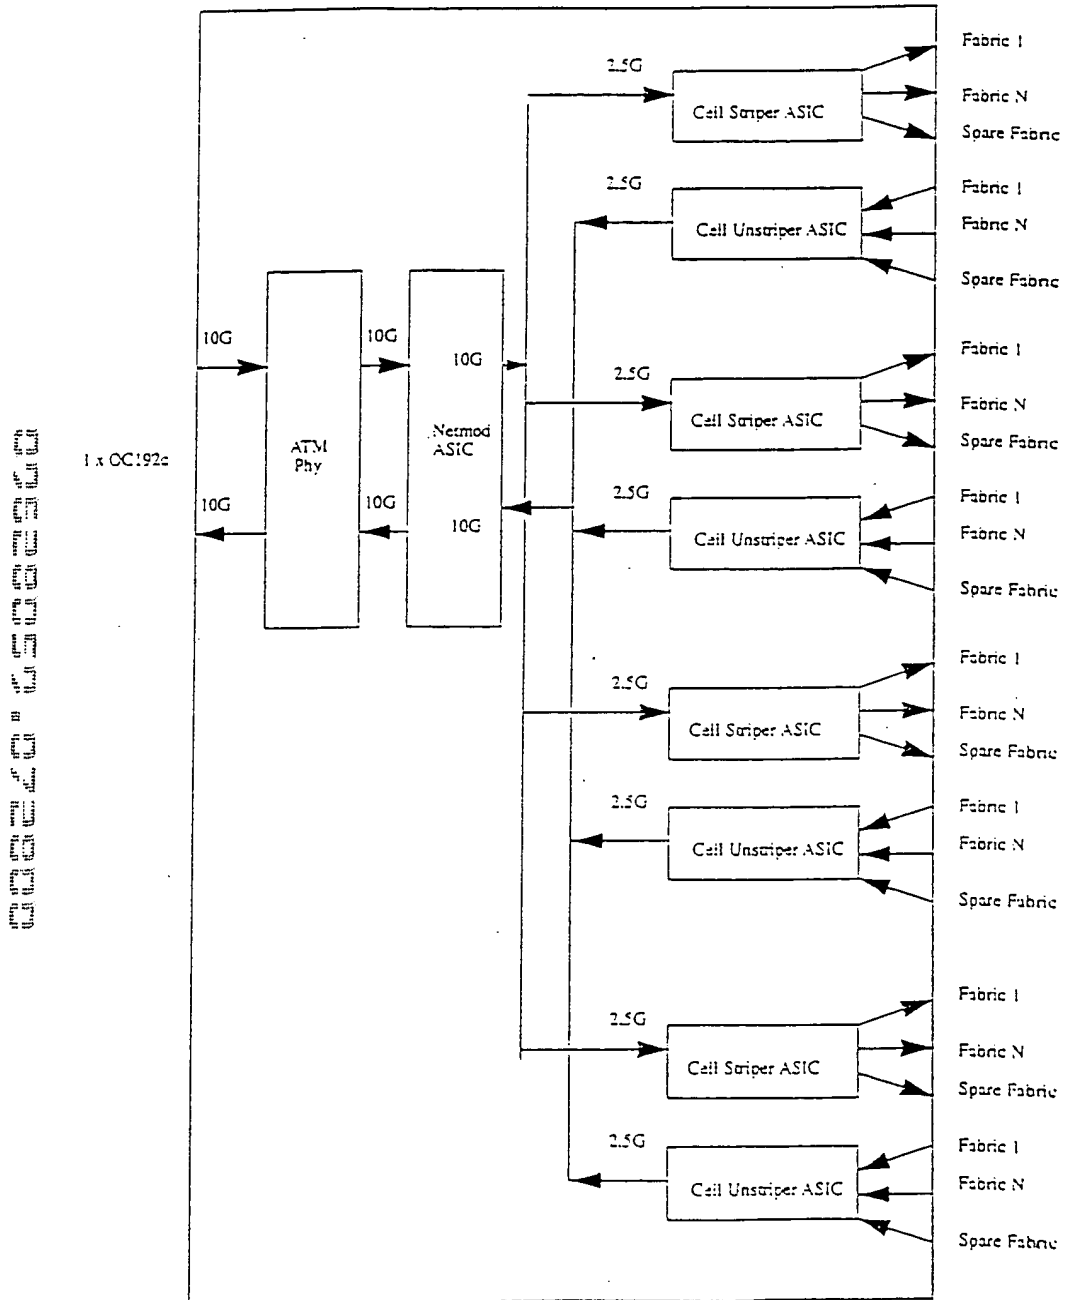 Fabric 1
2.5G
Fabric N
Cell Striper ASIC
Spare Fabric
2.5G
Fabric 1
Cell Unstriper ASIC
Fabric N
Spare Fabric
10G
10G
10G
Fabric 1
2.5G
Fabric N
Cell Striper ASIC
Spare Fabric
1 x OC192c
ATM
Phy
Netmod
ASIC
10G
10G
10G
2.5G
Fabric 1
Cell Unstriper ASIC
Fabric N
Spare Fabric
2.5G
Fabric 1
Cell Striper ASIC
Fabric N
Spare Fabric
2.5G
Fabric 1
Cell Unstriper ASIC
Fabric N
Spare Fabric
2.5G
Fabric 1
Cell Striper ASIC
Fabric N
Spare Fabric
2.5G
Fabric 1
Cell Unstriper ASIC
Fabric N
Spare Fabric